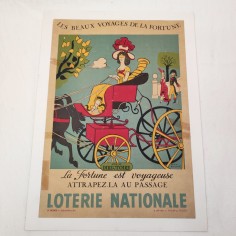 LES BEAUX VOYAGES DE LA FORTUNE
La Fortune est voyageuse
ATTRAPEZ.LA AU PASSAGE
LOTERIE NATIONALE